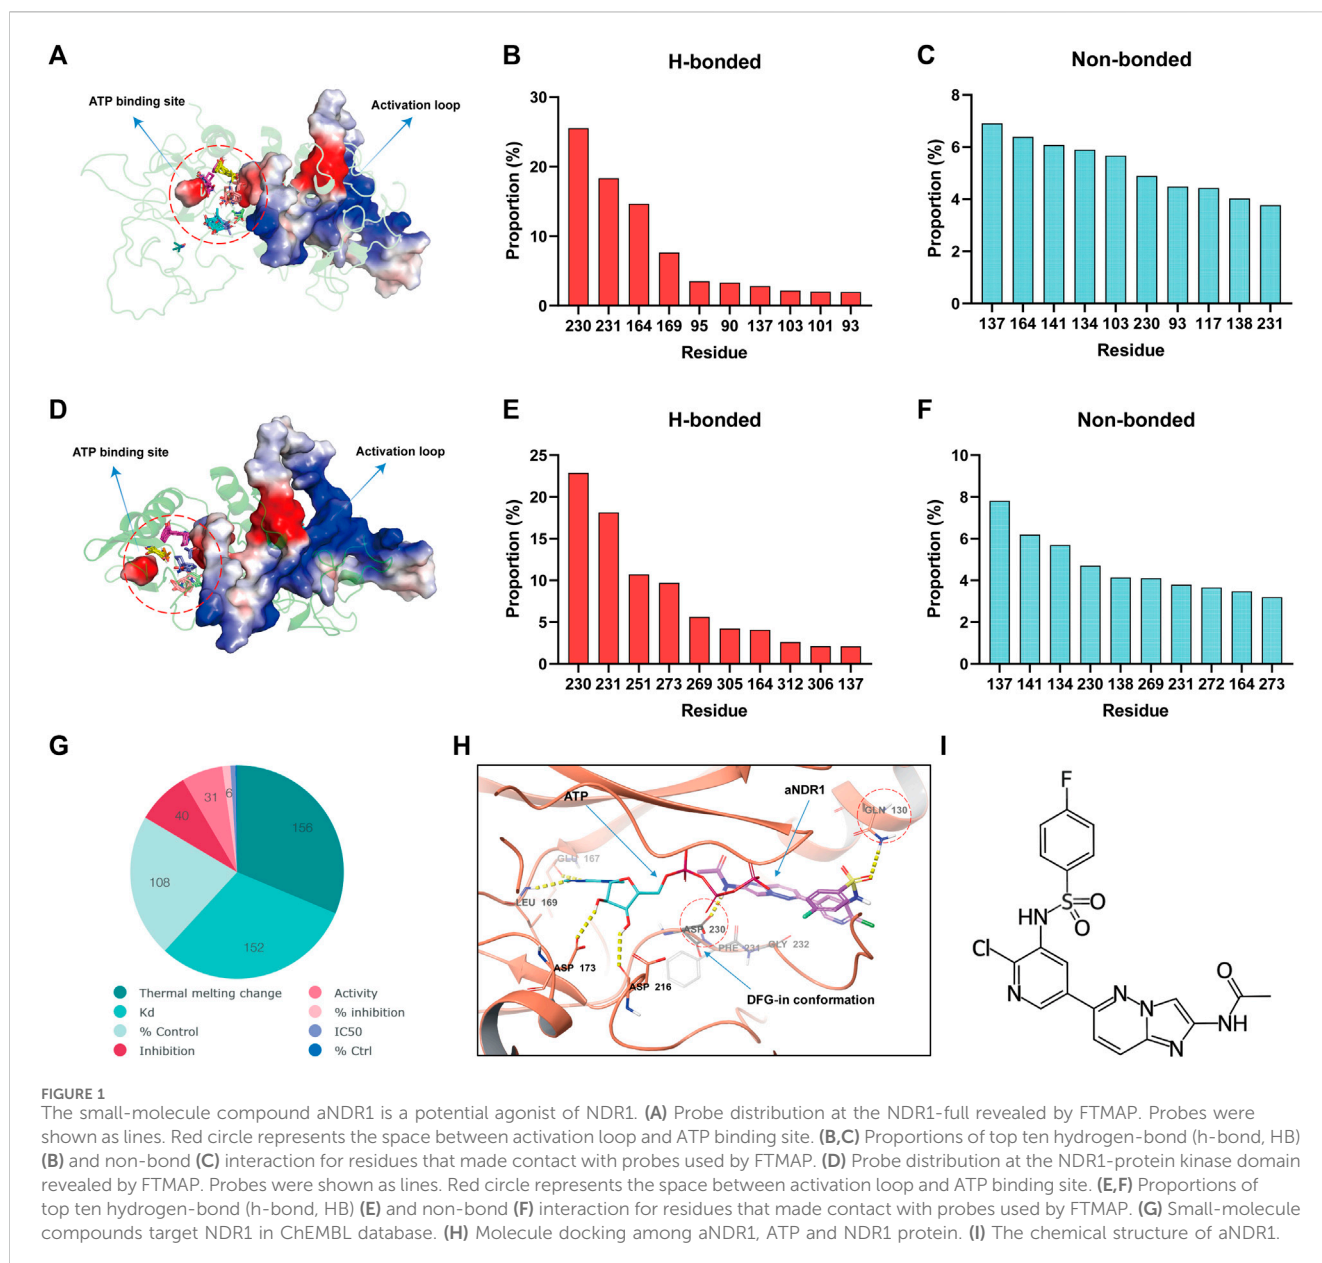 A
ATP binding site
Activation loop
B
H-bonded
Proportion (%)
30
20
10
0
230 231 164 169 95 90 137 103 101 93
Residue
C
Non-bonded
Proportion (%)
8
6
4
2
0
137 164 141 134 103 230 93 117 138 231
Residue
D
ATP binding site
Activation loop
E
H-bonded
Proportion (%)
25
20
15
10
5
0
230 231 251 273 269 305 164 312 306 137
Residue
F
Non-bonded
Proportion (%)
10
8
6
4
2
0
137 141 134 230 138 269 231 272 164 273
Residue
G
6
31
40
108
152
156
Thermal melting change
Kd
% Control
Inhibition
Activity
% inhibition
IC50
% Ctrl
H
ATP
aNDR1
GLN 130
GLU 167
LEU 169
ASP 230
PHE 231
GLY 232
ASP 173
ASP 216
DFG-in conformation
I
F
S
O
O
HN
Cl
N
N
N
N
O
NH
FIGURE 1
The small-molecule compound aNDR1 is a potential agonist of NDR1. (A) Probe distribution at the NDR1-full revealed by FTMAP. Probes were
shown as lines. Red circle represents the space between activation loop and ATP binding site. (B,C) Proportions of top ten hydrogen-bond (h-bond, HB)
(B) and non-bond (C) interaction for residues that made contact with probes used by FTMAP. (D) Probe distribution at the NDR1-protein kinase domain
revealed by FTMAP. Probes were shown as lines. Red circle represents the space between activation loop and ATP binding site. (E,F) Proportions of
top ten hydrogen-bond (h-bond, HB) (E) and non-bond (F) interaction for residues that made contact with probes used by FTMAP. (G) Small-molecule
compounds target NDR1 in ChEMBL database. (H) Molecule docking among aNDR1, ATP and NDR1 protein. (I) The chemical structure of aNDR1.